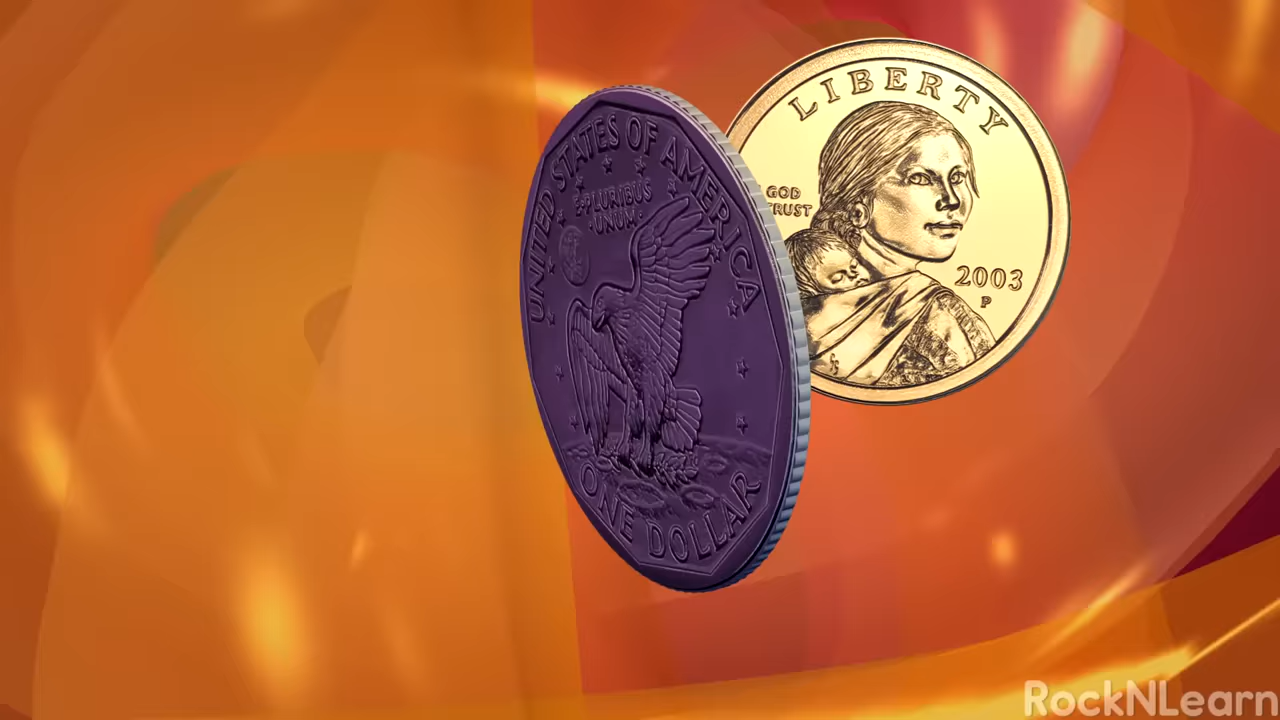 UNITED STATES OF AMERICA
E·PLURIBUS
·UNUM·
ONE DOLLAR
LIBERTY
GOD
TRUST
2003
P
RockNLearn